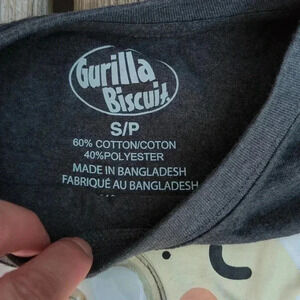 Gurilla
Biscuit
S/P
60% COTTON/COTON
40%POLYESTER
MADE IN BANGLADESH
FABRIQUÉ AU BANGLADESH